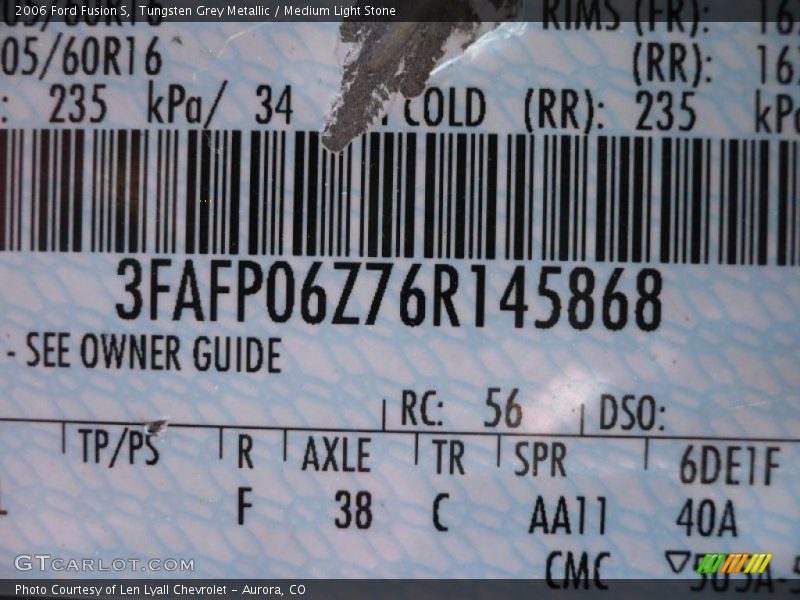 2006 Ford Fusion S, Tungsten Grey Metallic / Medium Light Stone
RIMS (FR):
05/60R16 (RR):
: 235 kPa/ 34 COLD (RR): 235 kPa
3FAFP06Z76R145868
- SEE OWNER GUIDE
RC: 56 DSO:
TP/PS R AXLE TR SPR 6DE1F
F 38 C AA11 40A
CMC
GTCARLOT.COM
Photo Courtesy of Len Lyall Chevrolet - Aurora, CO